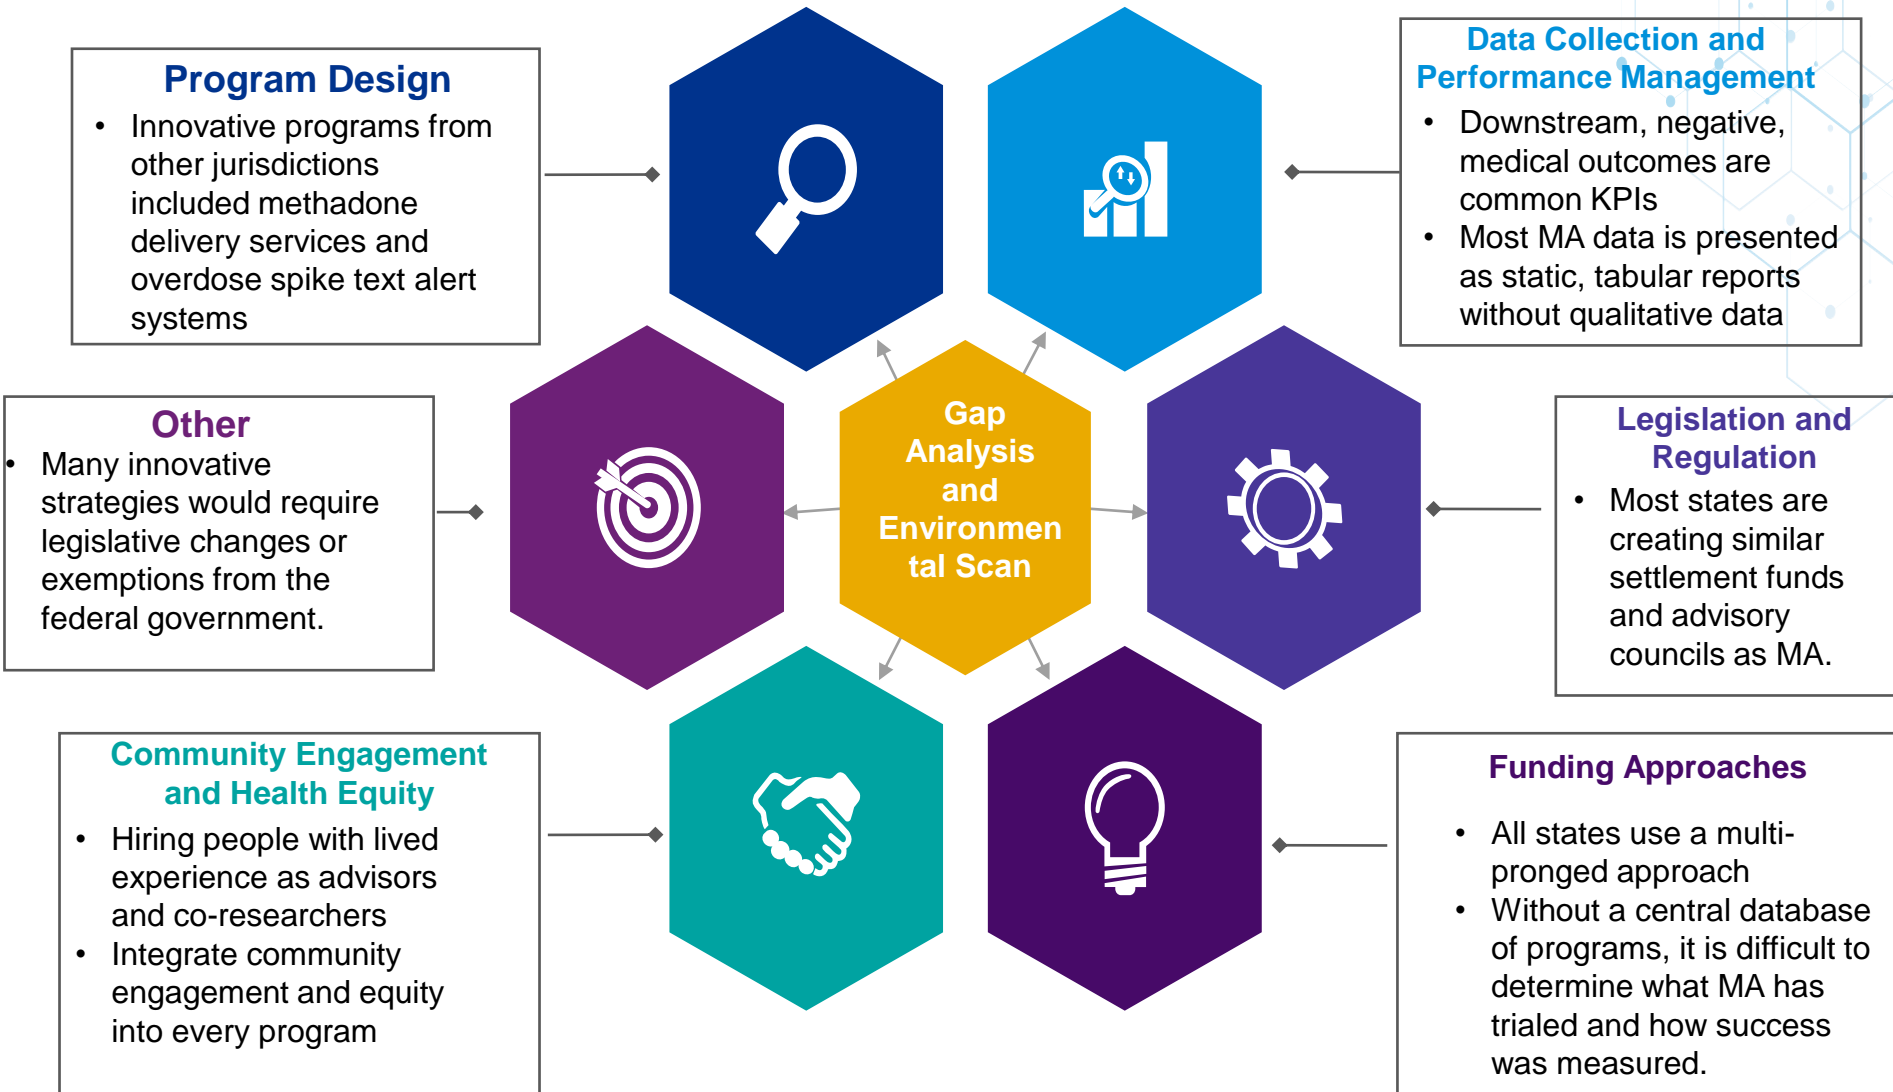 Program Design
• Innovative programs from
other jurisdictions
included methadone
delivery services and
overdose spike text alert
systems
Data Collection and
Performance Management
• Downstream, negative,
medical outcomes are
common KPIs
• Most MA data is presented
as static, tabular reports
without qualitative data
Other
• Many innovative
strategies would require
legislative changes or
exemptions from the
federal government.
Gap
Analysis
and
Environmen
tal Scan
Legislation and
Regulation
• Most states are
creating similar
settlement funds
and advisory
councils as MA.
Community Engagement
and Health Equity
• Hiring people with lived
experience as advisors
and co-researchers
• Integrate community
engagement and equity
into every program
Funding Approaches
• All states use a multi-
pronged approach
• Without a central database
of programs, it is difficult to
determine what MA has
trialed and how success
was measured.